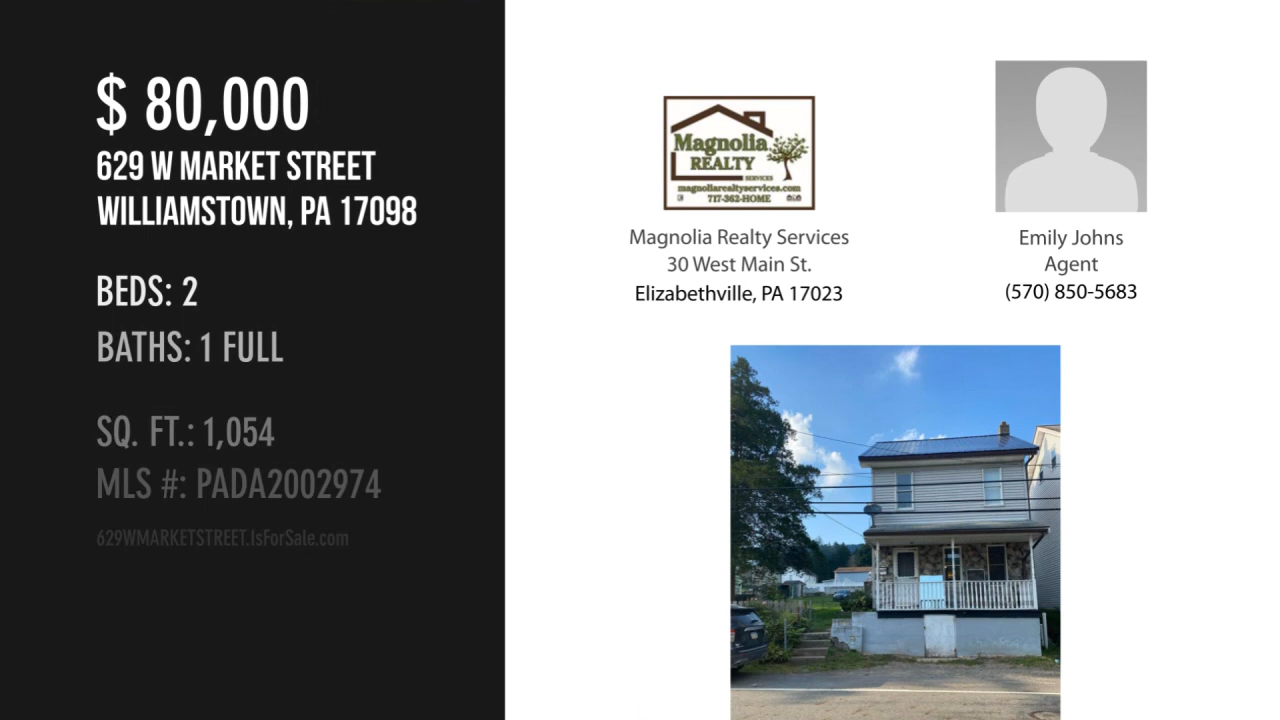 $ 80,000
629 W MARKET STREET
WILLIAMSTOWN, PA 17098
BEDS: 2
BATHS: 1 FULL
SQ. FT.: 1,054
MLS #: PADA2002974
629WMARKETSTREET.IsForSale.com
Magnolia
REALTY
SERVICES
magnoliarealtyservices.com
717-362-HOME
Magnolia Realty Services
30 West Main St.
Elizabethville, PA 17023
Emily Johns
Agent
(570) 850-5683